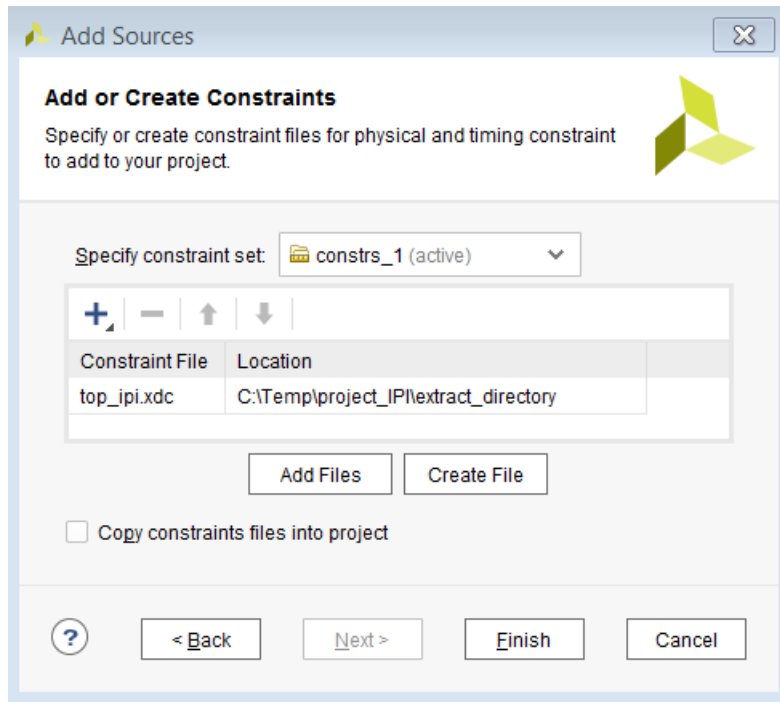 Add Sources
Add or Create Constraints
Specify or create constraint files for physical and timing constraint
to add to your project.
Specify constraint set: constrs_1 (active)
Constraint File Location
top_ipi.xdc C:\Temp\project_IPI\extract_directory
Add Files Create File
Copy constraints files into project
? < Back Next > Finish Cancel